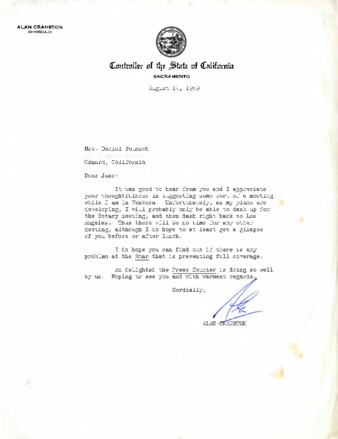 ALAN CRANSTON
CONTROLLER
Controller of the State of California
SACRAMENTO
August 14, 1959
Mrs. Daniel
Oxnard, California
Dear Jane:
It was good to hear from you and I appreciate
your thoughtfulness in suggesting some sort of a meeting
while I am in Ventura. Unfortunately, as my plans are
developing, I will probably only be able to dash up for
the Rotary meeting, and then dash right back to Los
Angeles. Thus there will be no time for any other
meeting, although I do hope to at least get a glimpse
of you before or after lunch.
I do hope you can find out if there is any
problem at the Star that is preventing full coverage.
Am delighted the Press Courier is doing so well
by us. Hoping to see you and with warmest regards,
Cordially,
ALAN CRANSTON